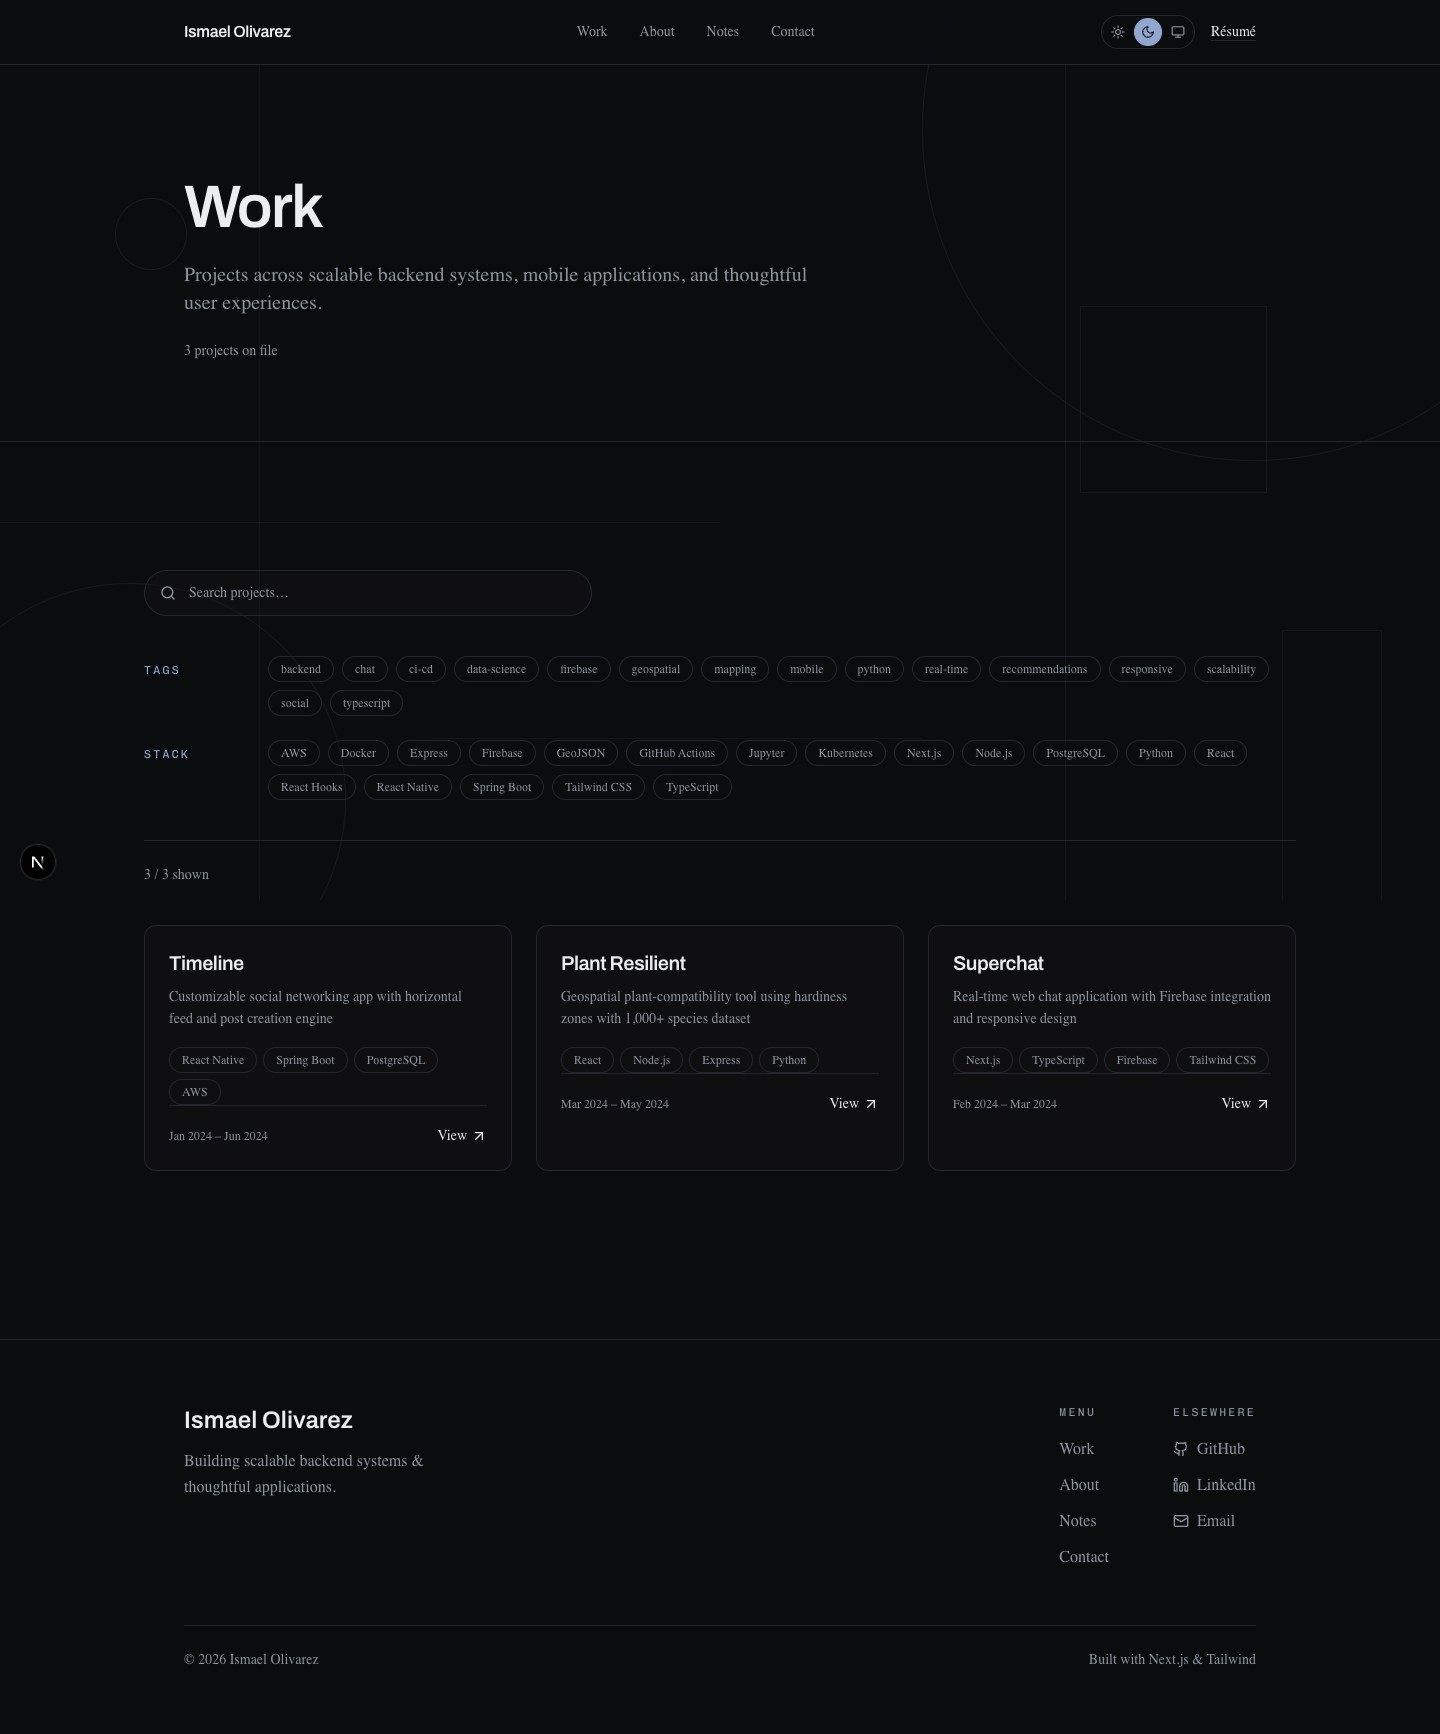 Ismael Olivarez
Work About Notes Contact
Résumé
Work
Projects across scalable backend systems, mobile applications, and thoughtful
user experiences.
3 projects on file
Search projects…
TAGS
backend chat ci-cd data-science firebase geospatial mapping mobile python real-time recommendations responsive scalability
social typescript
STACK
AWS Docker Express Firebase GeoJSON GitHub Actions Jupyter Kubernetes Next.js Node.js PostgreSQL Python React
React Hooks React Native Spring Boot Tailwind CSS TypeScript
N
3 / 3 shown
Timeline
Customizable social networking app with horizontal
feed and post creation engine
React Native Spring Boot PostgreSQL
AWS
Jan 2024 – Jun 2024 View
Plant Resilient
Geospatial plant-compatibility tool using hardiness
zones with 1,000+ species dataset
React Node.js Express Python
Mar 2024 – May 2024 View
Superchat
Real-time web chat application with Firebase integration
and responsive design
Next.js TypeScript Firebase Tailwind CSS
Feb 2024 – Mar 2024 View
Ismael Olivarez
Building scalable backend systems &
thoughtful applications.
MENU
Work
About
Notes
Contact
ELSEWHERE
GitHub
LinkedIn
Email
© 2026 Ismael Olivarez
Built with Next.js & Tailwind